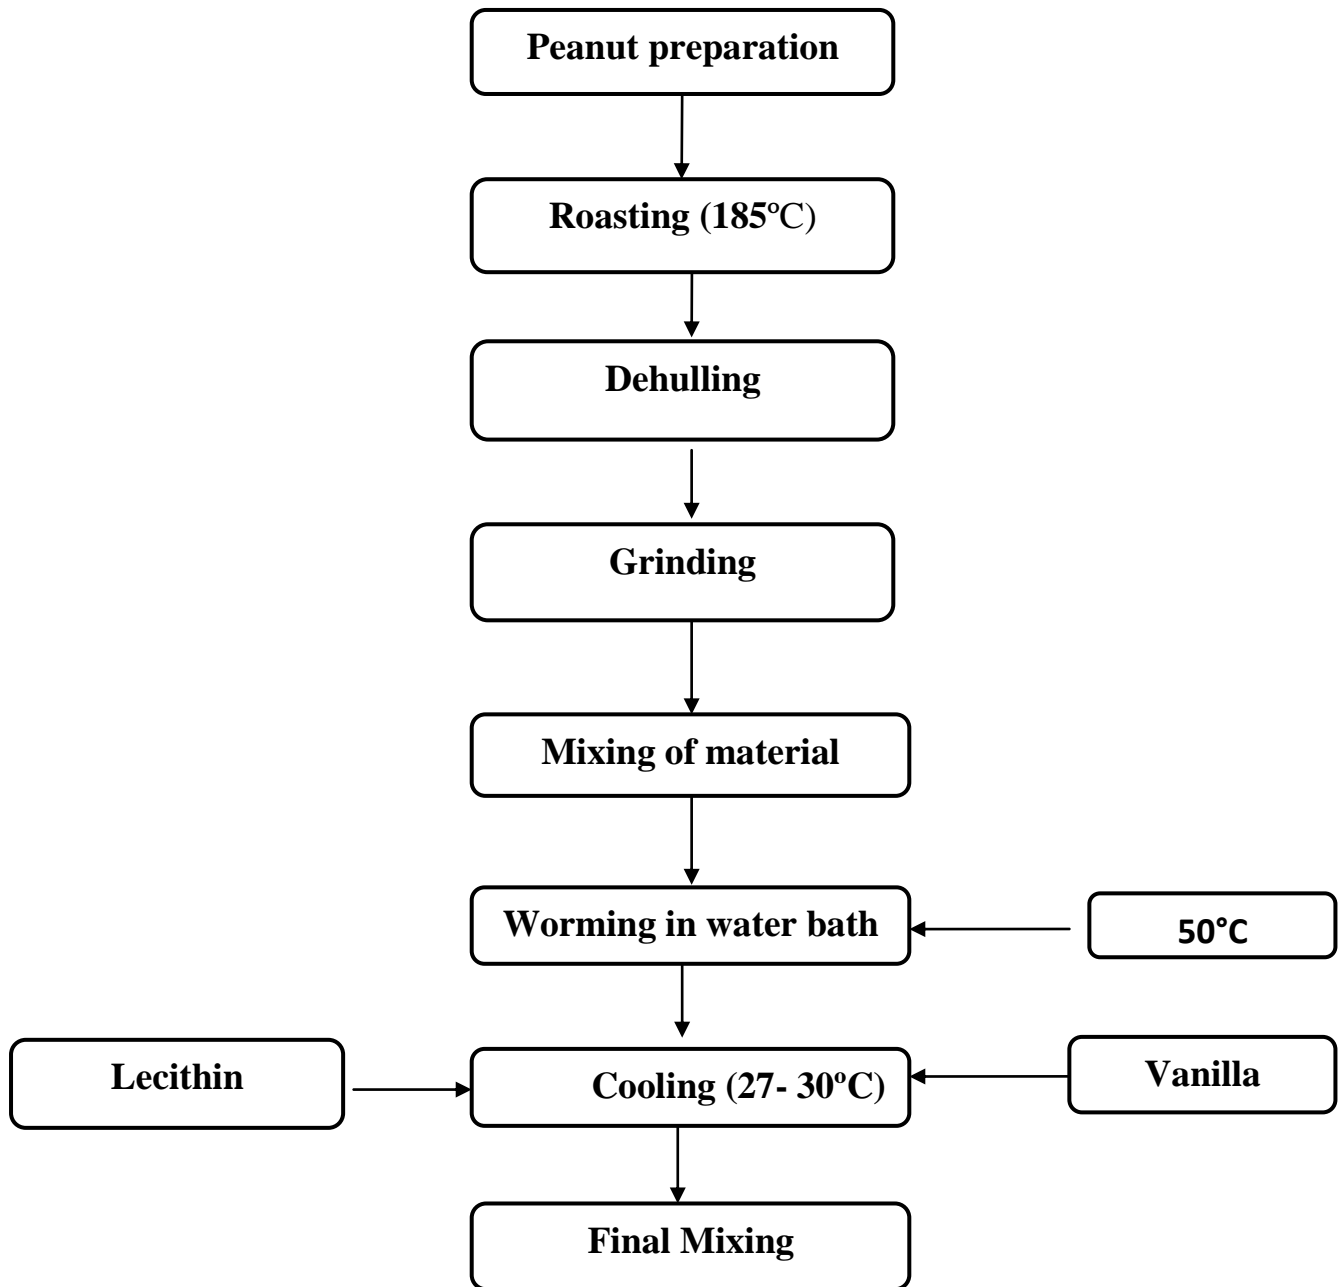 Peanut preparation
Roasting (185ºC)
Dehulling
Grinding
Mixing of material
Worming in water bath
50°C
Lecithin
Cooling (27- 30ºC)
Vanilla
Final Mixing